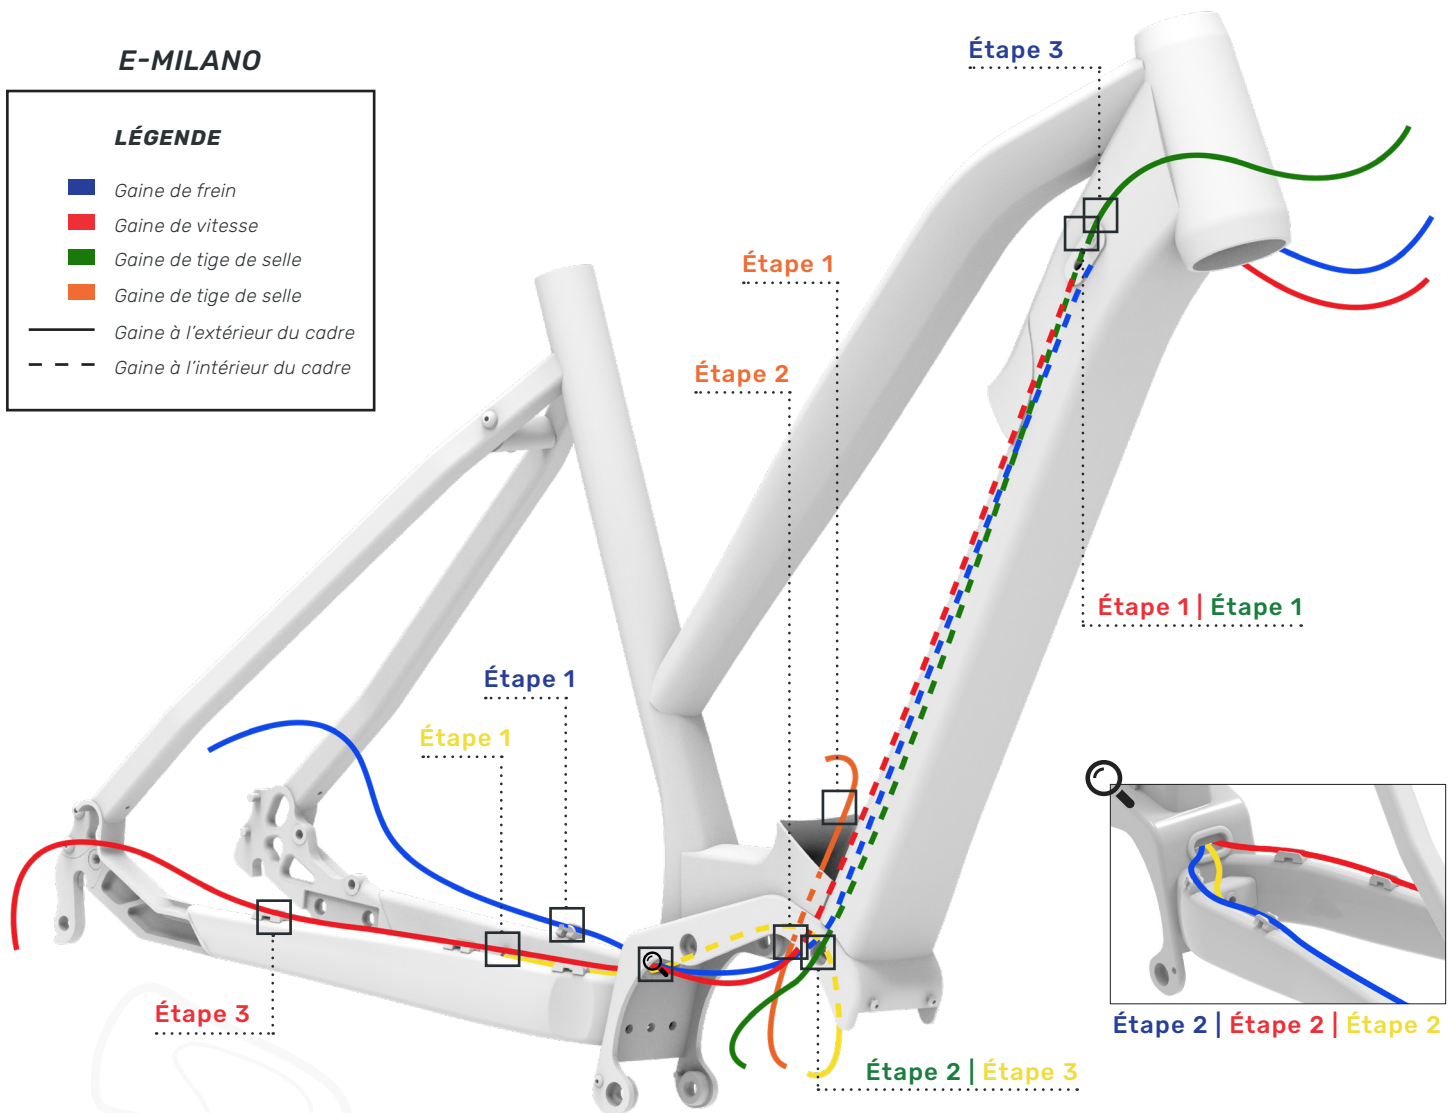 E-MILANO
LÉGENDE
Gaine de frein
Gaine de vitesse
Gaine de tige de selle
Gaine de tige de selle
Gaine à l'extérieur du cadre
Gaine à l'intérieur du cadre
Étape 3
Étape 1
Étape 2
Étape 1 | Étape 1
Étape 1
Étape 1
Étape 3
Étape 2 | Étape 3
Étape 2 | Étape 2 | Étape 2